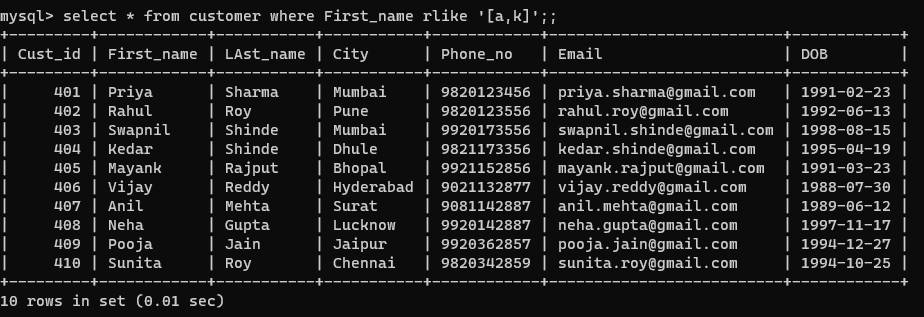 mysql> select * from customer where First_name rlike '[a,k]';;
+---------+------------+-----------+-----------+------------+-------------------------+------------+
| Cust_id | First_name | LAst_name | City      | Phone_no   | Email                   | DOB        |
+---------+------------+-----------+-----------+------------+-------------------------+------------+
|     401 | Priya      | Sharma    | Mumbai    | 9820123456 | priya.sharma@gmail.com  | 1991-02-23 |
|     402 | Rahul      | Roy       | Pune      | 9820123556 | rahul.roy@gmail.com     | 1992-06-13 |
|     403 | Swapnil    | Shinde    | Mumbai    | 9920173556 | swapnil.shinde@gmail.com | 1998-08-15 |
|     404 | Kedar      | Shinde    | Dhule     | 9821173356 | kedar.shinde@gmail.com  | 1995-04-19 |
|     405 | Mayank     | Rajput    | Bhopal    | 9921152856 | mayank.rajput@gmail.com | 1991-03-23 |
|     406 | Vijay      | Reddy     | Hyderabad | 9021132877 | vijay.reddy@gmail.com   | 1988-07-30 |
|     407 | Anil       | Mehta     | Surat     | 9081142887 | anil.mehta@gmail.com    | 1989-06-12 |
|     408 | Neha       | Gupta     | Lucknow   | 9920142887 | neha.gupta@gmail.com    | 1997-11-17 |
|     409 | Pooja      | Jain      | Jaipur    | 9920362857 | pooja.jain@gmail.com    | 1994-12-27 |
|     410 | Sunita     | Roy       | Chennai   | 9820342859 | sunita.roy@gmail.com    | 1994-10-25 |
+---------+------------+-----------+-----------+------------+-------------------------+------------+
10 rows in set (0.01 sec)